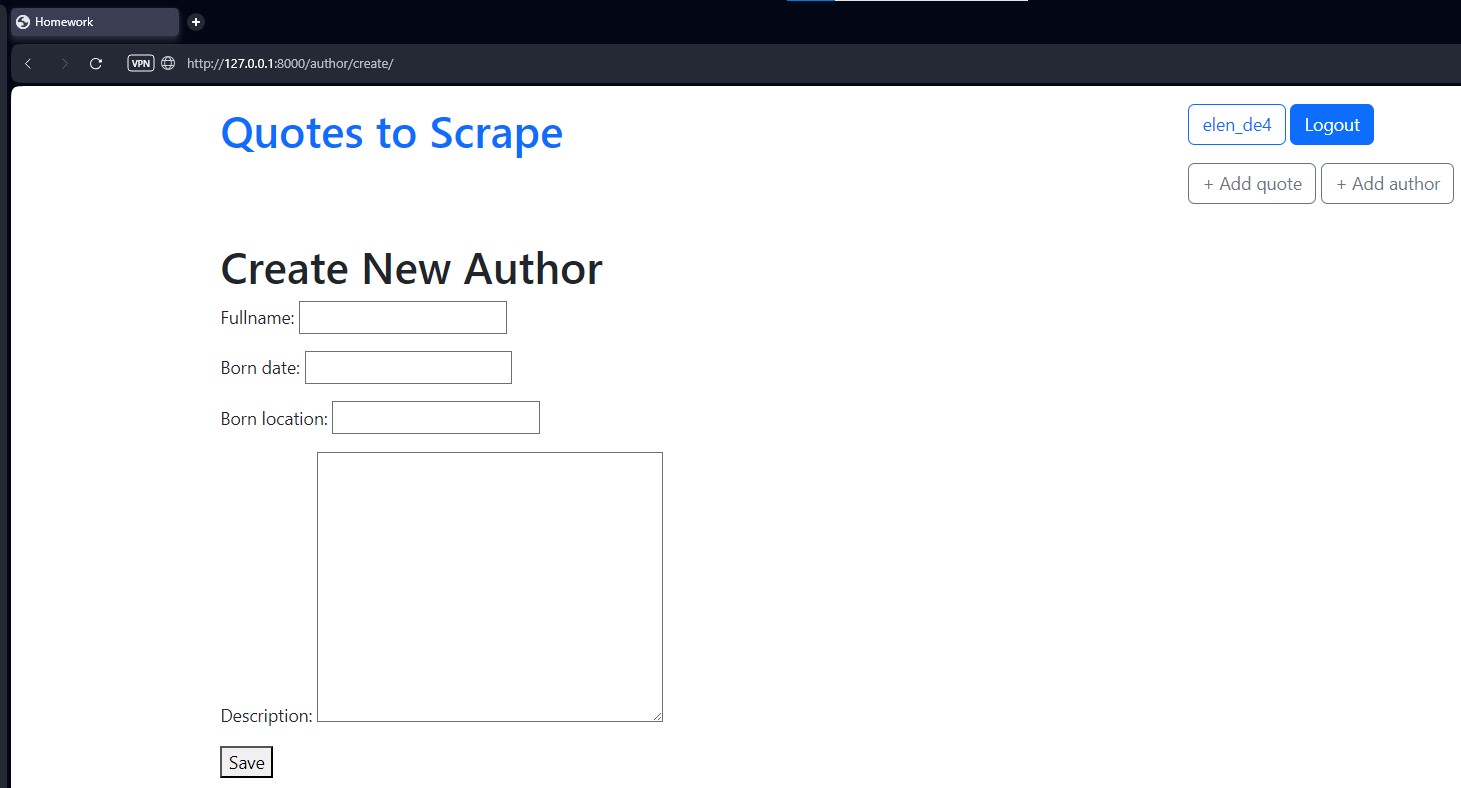 Homework
VPN http://127.0.0.1:8000/author/create/
Quotes to Scrape
elen_de4 Logout
+ Add quote + Add author
Create New Author
Fullname:
Born date:
Born location:
Description:
Save